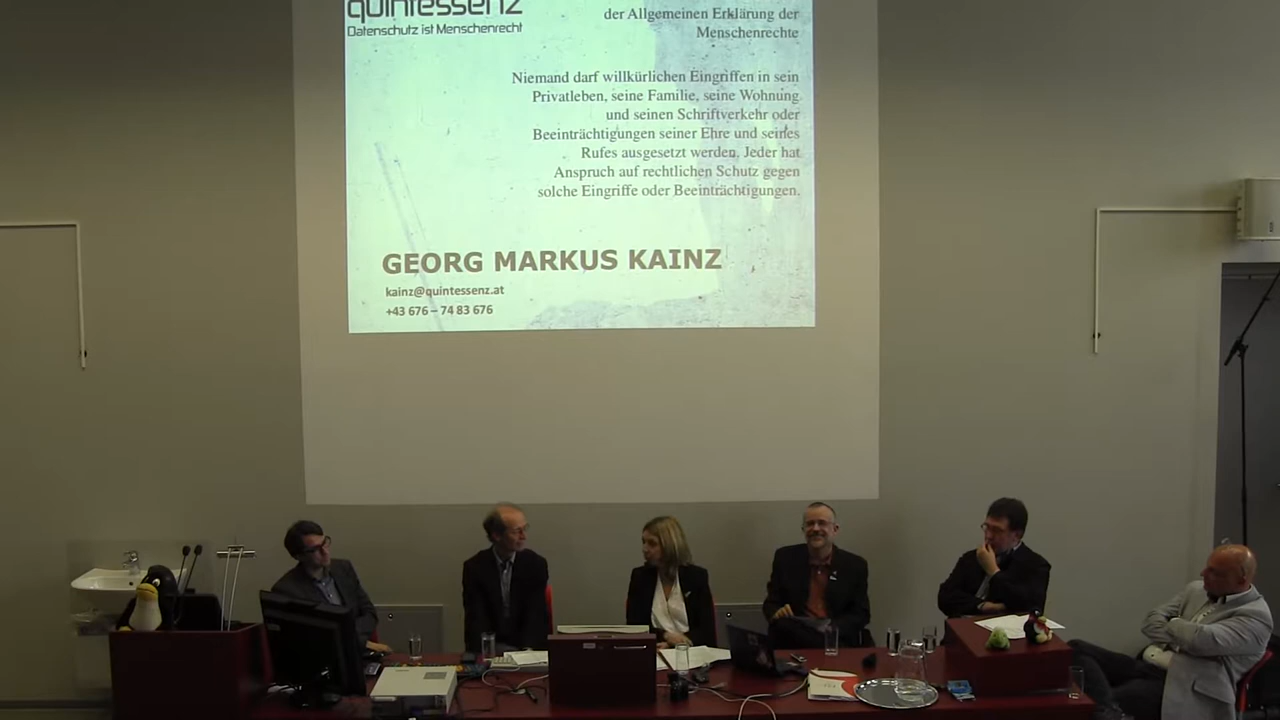 quintessenz
Datenschutz ist Menschenrecht
der Allgemeinen Erklärung der
Menschenrechte
Niemand darf willkürlichen Eingriffen in sein
Privatleben, seine Familie, seine Wohnung
und seinen Schriftverkehr oder
Beeinträchtigungen seiner Ehre und seines
Rufes ausgesetzt werden. Jeder hat
Anspruch auf rechtlichen Schutz gegen
solche Eingriffe oder Beeinträchtigungen.
GEORG MARKUS KAINZ
kainz@quintessenz.at
+43 676 – 74 83 676